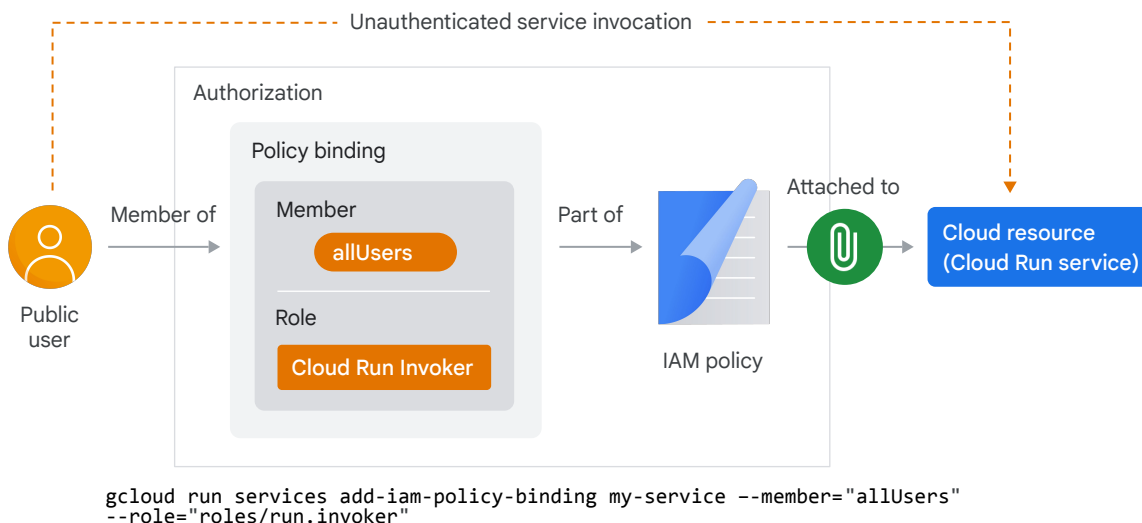 Unauthenticated service invocation
Authorization
Policy binding
Member of
Member
allUsers
Role
Cloud Run Invoker
Part of
Attached to
Public
user
IAM policy
Cloud resource
(Cloud Run service)
gcloud run services add-iam-policy-binding my-service –-member="allUsers"
--role="roles/run.invoker"